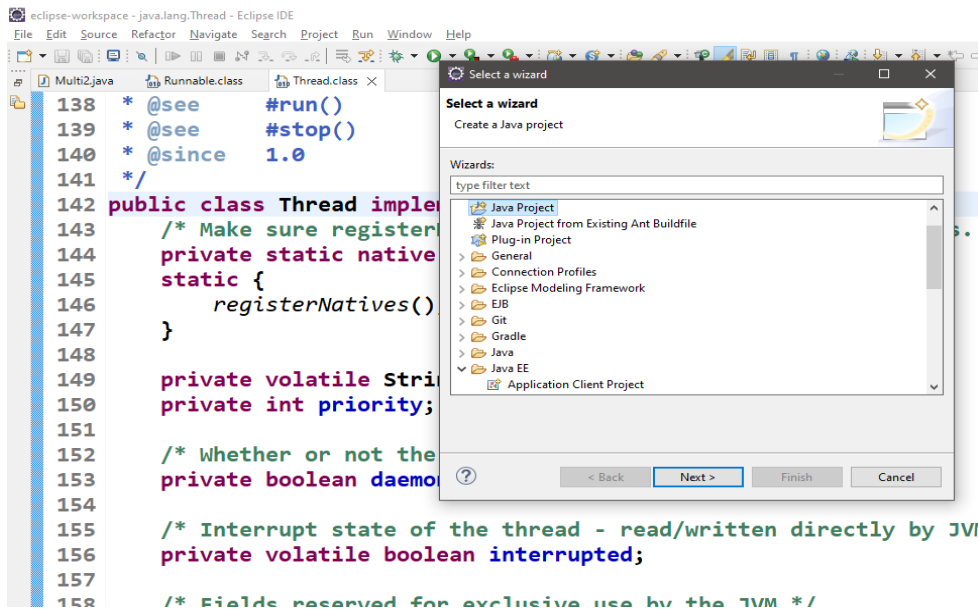 eclipse-workspace - java.lang.Thread - Eclipse IDE
File Edit Source Refactor Navigate Search Project Run Window Help
Multi2.java Runnable.class Thread.class
138 * @see #run()
139 * @see #stop()
140 * @since 1.0
141 */
142 public class Thread implem
143 /* Make sure register
s.
144 private static native
145 static {
146 registerNatives()
147 }
148
149 private volatile Strin
150 private int priority;
151
152 /* Whether or not the
153 private boolean daemon
154
155 /* Interrupt state of the thread - read/written directly by JVM
156 private volatile boolean interrupted;
157
158 /* Fields reserved for exclusive use by the JVM */
Select a wizard
Select a wizard
Create a Java project
Wizards:
type filter text
Java Project
Java Project from Existing Ant Buildfile
Plug-in Project
General
Connection Profiles
Eclipse Modeling Framework
EJB
Git
Gradle
Java
Java EE
Application Client Project
? < Back Next > Finish Cancel